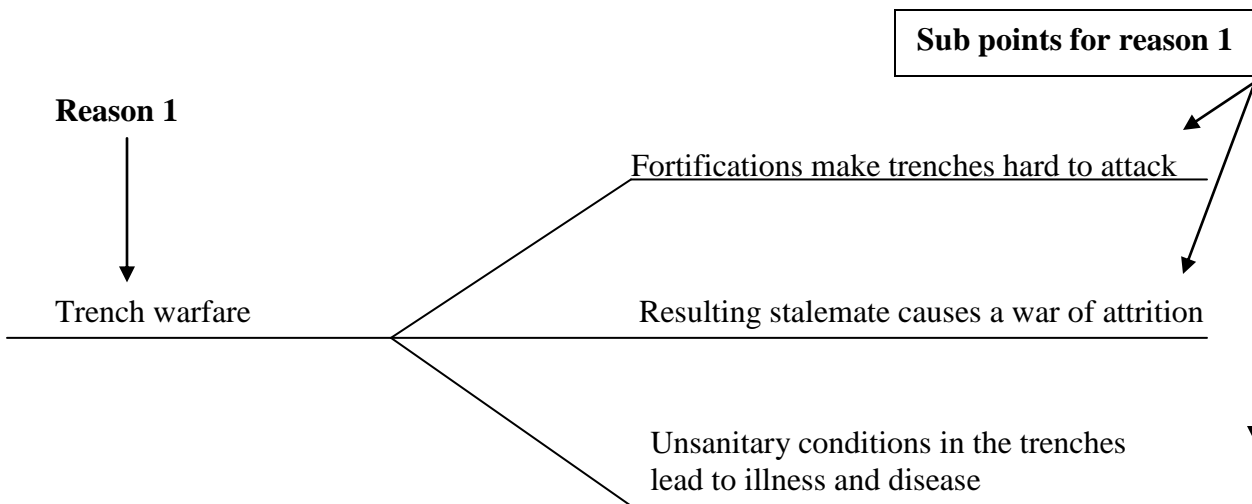 Sub points for reason 1
Reason 1
Fortifications make trenches hard to attack
Trench warfare
Resulting stalemate causes a war of attrition
Unsanitary conditions in the trenches
lead to illness and disease